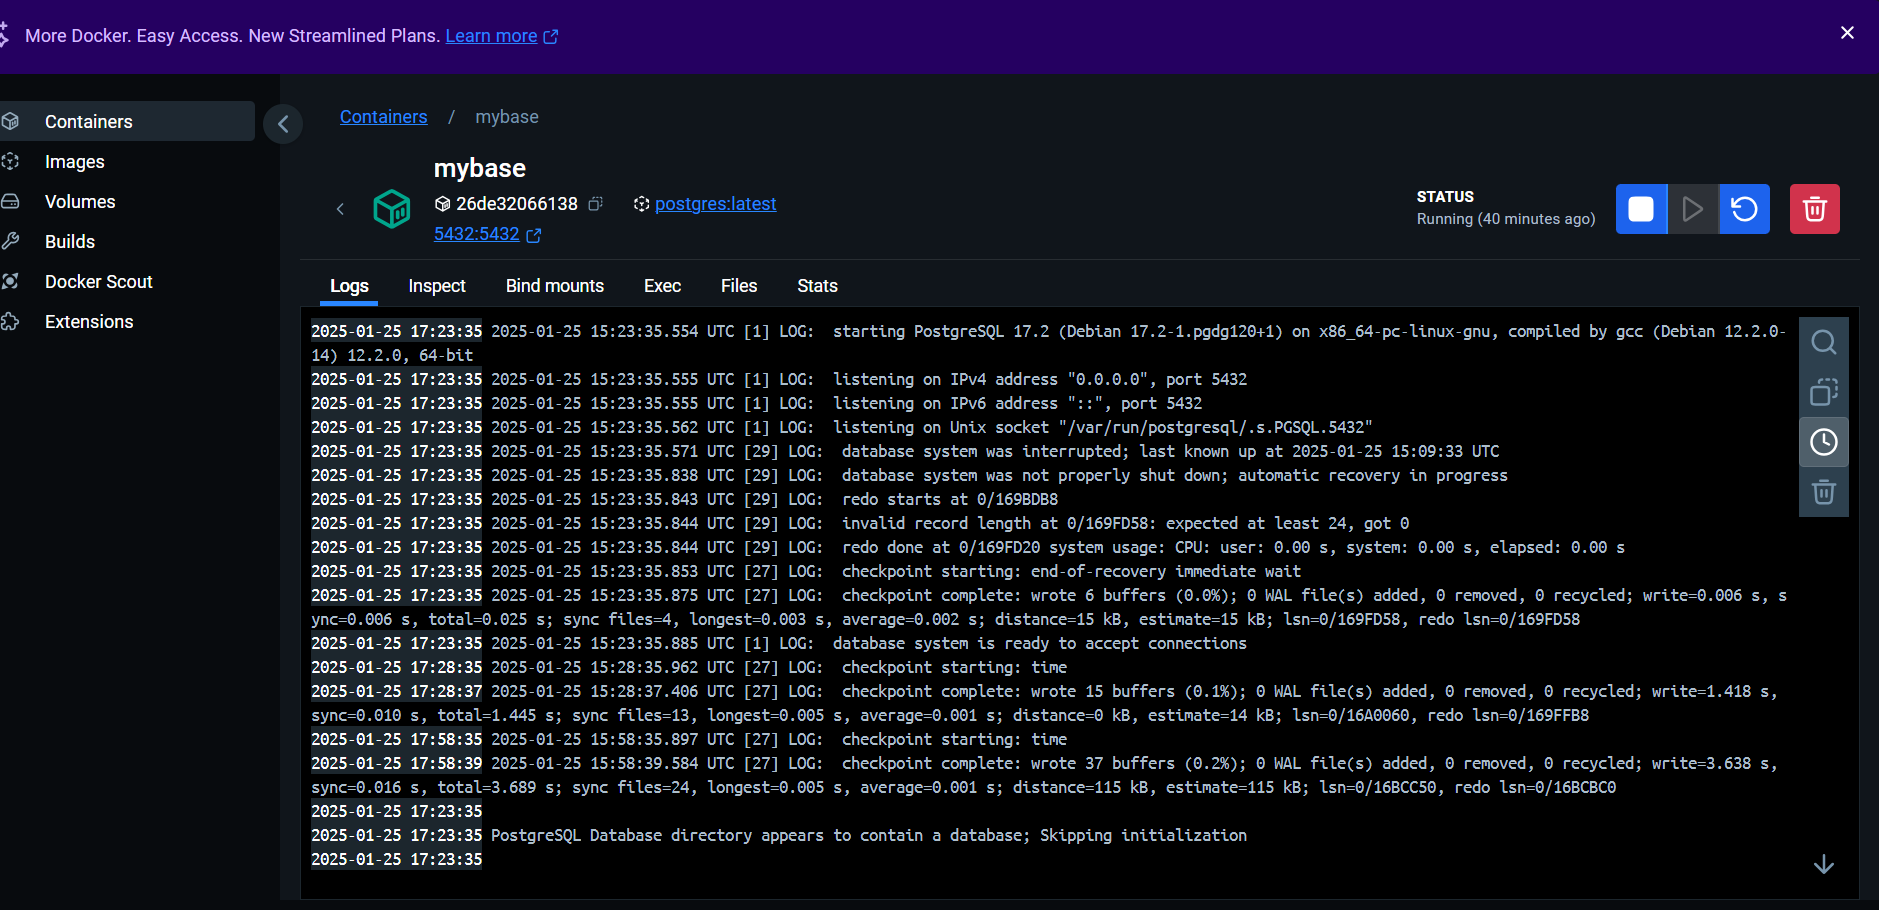 More Docker. Easy Access. New Streamlined Plans. Learn more
Containers
Images
Volumes
Builds
Docker Scout
Extensions
Containers / mybase
mybase
26de32066138 postgres:latest
5432:5432
STATUS
Running (40 minutes ago)
Logs Inspect Bind mounts Exec Files Stats
2025-01-25 17:23:35 2025-01-25 15:23:35.554 UTC [1] LOG:  starting PostgreSQL 17.2 (Debian 17.2-1.pgdg120+1) on x86_64-pc-linux-gnu, compiled by gcc (Debian 12.2.0-
14) 12.2.0, 64-bit
2025-01-25 17:23:35 2025-01-25 15:23:35.555 UTC [1] LOG:  listening on IPv4 address "0.0.0.0", port 5432
2025-01-25 17:23:35 2025-01-25 15:23:35.555 UTC [1] LOG:  listening on IPv6 address "::", port 5432
2025-01-25 17:23:35 2025-01-25 15:23:35.562 UTC [1] LOG:  listening on Unix socket "/var/run/postgresql/.s.PGSQL.5432"
2025-01-25 17:23:35 2025-01-25 15:23:35.571 UTC [29] LOG:  database system was interrupted; last known up at 2025-01-25 15:09:33 UTC
2025-01-25 17:23:35 2025-01-25 15:23:35.838 UTC [29] LOG:  database system was not properly shut down; automatic recovery in progress
2025-01-25 17:23:35 2025-01-25 15:23:35.843 UTC [29] LOG:  redo starts at 0/169BDB8
2025-01-25 17:23:35 2025-01-25 15:23:35.844 UTC [29] LOG:  invalid record length at 0/169FD58: expected at least 24, got 0
2025-01-25 17:23:35 2025-01-25 15:23:35.844 UTC [29] LOG:  redo done at 0/169FD20 system usage: CPU: user: 0.00 s, system: 0.00 s, elapsed: 0.00 s
2025-01-25 17:23:35 2025-01-25 15:23:35.853 UTC [27] LOG:  checkpoint starting: end-of-recovery immediate wait
2025-01-25 17:23:35 2025-01-25 15:23:35.875 UTC [27] LOG:  checkpoint complete: wrote 6 buffers (0.0%); 0 WAL file(s) added, 0 removed, 0 recycled; write=0.006 s, s
ync=0.006 s, total=0.025 s; sync files=4, longest=0.003 s, average=0.002 s; distance=15 kB, estimate=15 kB; lsn=0/169FD58, redo lsn=0/169FD58
2025-01-25 17:23:35 2025-01-25 15:23:35.885 UTC [1] LOG:  database system is ready to accept connections
2025-01-25 17:28:35 2025-01-25 15:28:35.962 UTC [27] LOG:  checkpoint starting: time
2025-01-25 17:28:37 2025-01-25 15:28:37.406 UTC [27] LOG:  checkpoint complete: wrote 15 buffers (0.1%); 0 WAL file(s) added, 0 removed, 0 recycled; write=1.418 s,
sync=0.010 s, total=1.445 s; sync files=13, longest=0.005 s, average=0.001 s; distance=0 kB, estimate=14 kB; lsn=0/16A0060, redo lsn=0/169FFB8
2025-01-25 17:58:35 2025-01-25 15:58:35.897 UTC [27] LOG:  checkpoint starting: time
2025-01-25 17:58:39 2025-01-25 15:58:39.584 UTC [27] LOG:  checkpoint complete: wrote 37 buffers (0.2%); 0 WAL file(s) added, 0 removed, 0 recycled; write=3.638 s,
sync=0.016 s, total=3.689 s; sync files=24, longest=0.005 s, average=0.001 s; distance=115 kB, estimate=115 kB; lsn=0/16BCC50, redo lsn=0/16BCBC0
2025-01-25 17:23:35
2025-01-25 17:23:35 PostgreSQL Database directory appears to contain a database; Skipping initialization
2025-01-25 17:23:35